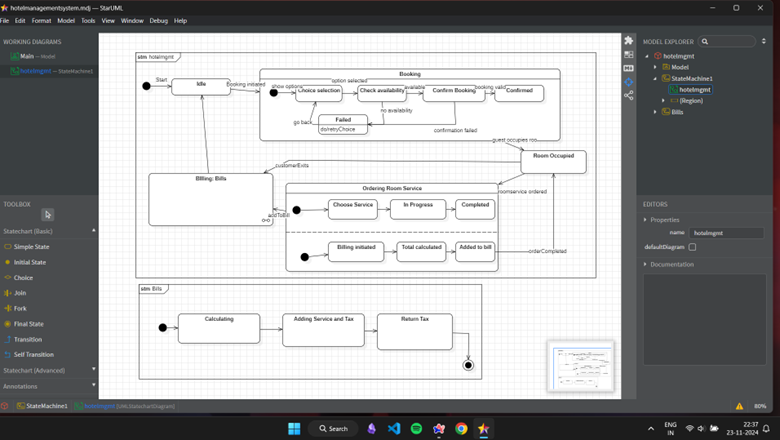 hotelmanagementsystem.mdj — StarUML
File Edit Format Model Tools View Window Debug Help
WORKING DIAGRAMS
Main — Model
hotelmgmt — StateMachine1
TOOLBOX
Statechart (Basic)
Simple State
Initial State
Choice
Join
Fork
Final State
Transition
Self Transition
Statechart (Advanced)
Annotations
stm hotelmgmt
Start
Idle
Booking initiated
Booking
show options
Choice selection
option selected
Check availability
available
Confirm Booking
booking valid
Confirmed
no availability
go back
Failed
do/retryChoice
confirmation failed
guest occupies roo
Room Occupied
customerExits
Billing: Bills
roomservice ordered
Ordering Room Service
Choose Service
In Progress
Completed
addToBill
Billing initiated
Total calculated
Added to bill
orderCompleted
stm Bills
Calculating
Adding Service and Tax
Return Tax
MODEL EXPLORER
Search
hotelmgmt
Model
StateMachine1
hotelmgmt
(Region)
Bills
EDITORS
Properties
name hotelmgmt
defaultDiagram
Documentation
StateMachine1 hotelmgmt [UMLStatechartDiagram]
80%
Search
ENG
IN
22:37
23-11-2024